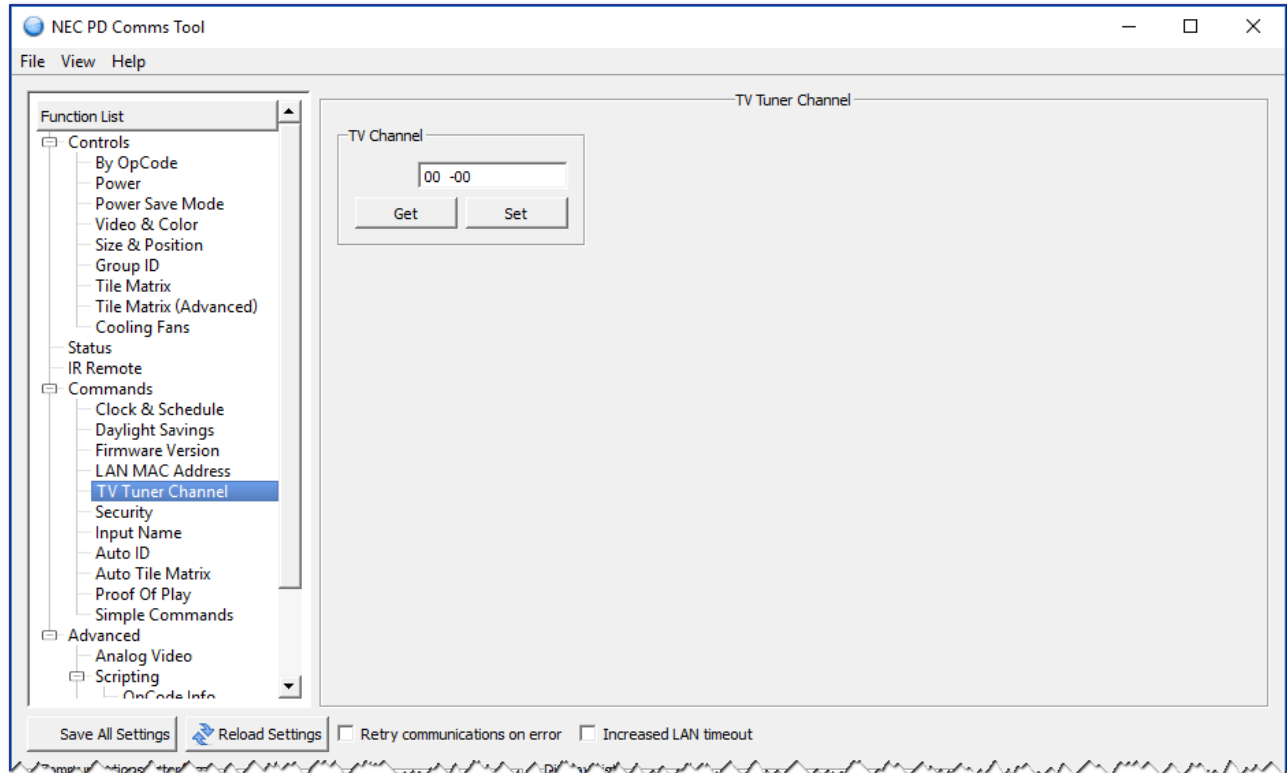 NEC PD Comms Tool
File View Help
Function List
Controls
By OpCode
Power
Power Save Mode
Video & Color
Size & Position
Group ID
Tile Matrix
Tile Matrix (Advanced)
Cooling Fans
Status
IR Remote
Commands
Clock & Schedule
Daylight Savings
Firmware Version
LAN MAC Address
TV Tuner Channel
Security
Input Name
Auto ID
Auto Tile Matrix
Proof Of Play
Simple Commands
Advanced
Analog Video
Scripting
OpCode Info
TV Tuner Channel
TV Channel
00 -00
Get Set
Save All Settings Reload Settings Retry communications on error Increased LAN timeout